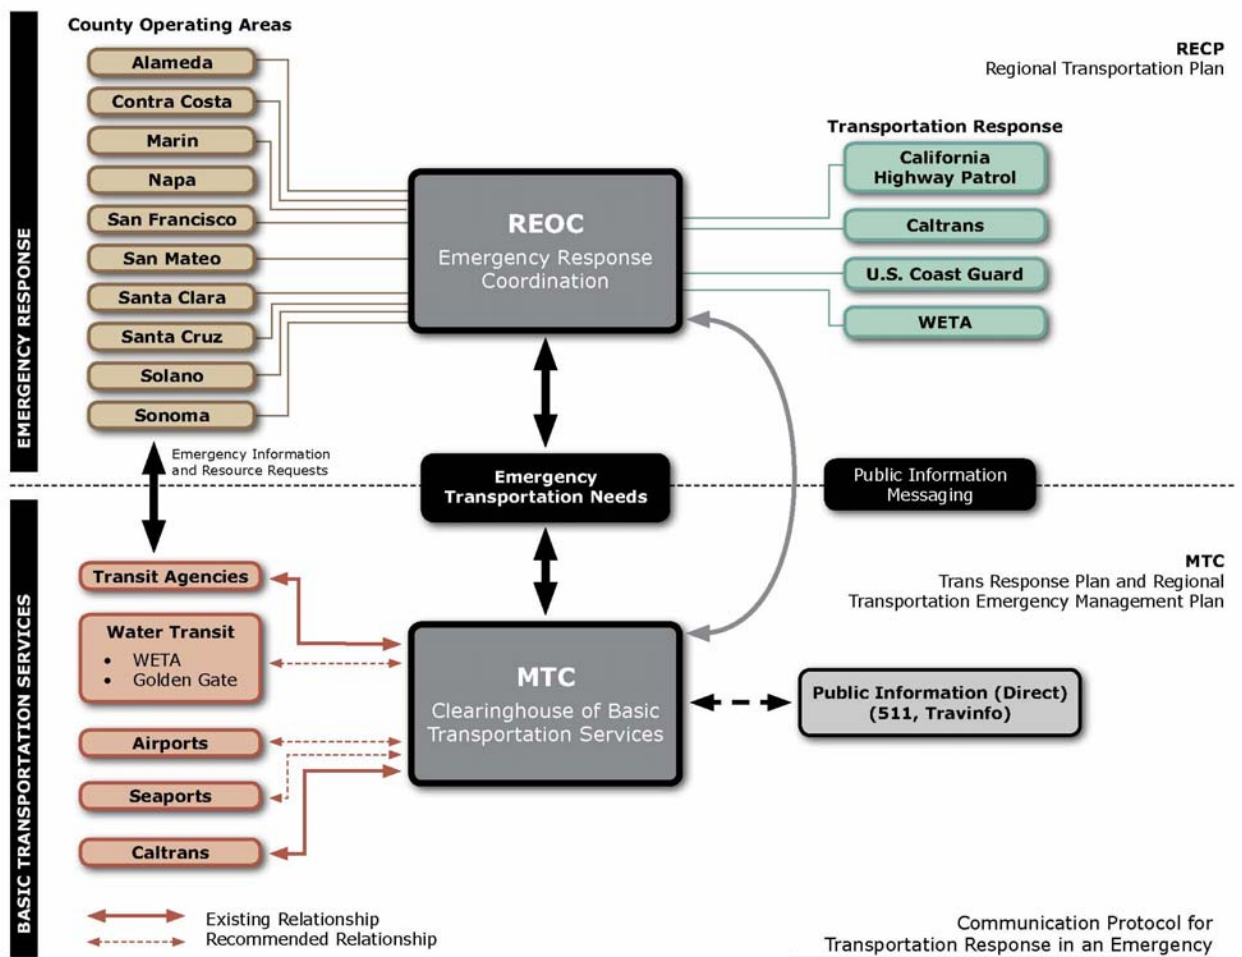 County Operating Areas
Alameda
Contra Costa
Marin
Napa
San Francisco
San Mateo
Santa Clara
Santa Cruz
Solano
Sonoma
EMERGENCY RESPONSE
RECP
Regional Transportation Plan
REOC
Emergency Response
Coordination
Transportation Response
California
Highway Patrol
Caltrans
U.S. Coast Guard
WETA
Emergency Information
and Resource Requests
Emergency
Transportation Needs
Public Information
Messaging
BASIC TRANSPORTATION SERVICES
Transit Agencies
Water Transit
• WETA
• Golden Gate
Airports
Seaports
Caltrans
MTC
Clearinghouse of Basic
Transportation Services
MTC
Trans Response Plan and Regional
Transportation Emergency Management Plan
Public Information (Direct)
(511, Travinfo)
Existing Relationship
Recommended Relationship
Communication Protocol for
Transportation Response in an Emergency